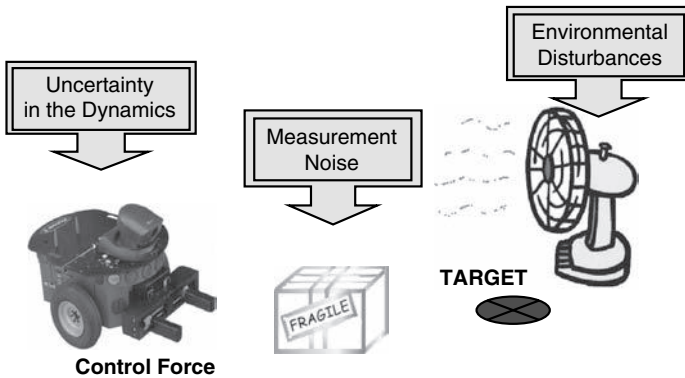 Uncertainty
in the Dynamics
Measurement
Noise
Environmental
Disturbances
FRAGILE
TARGET
Control Force